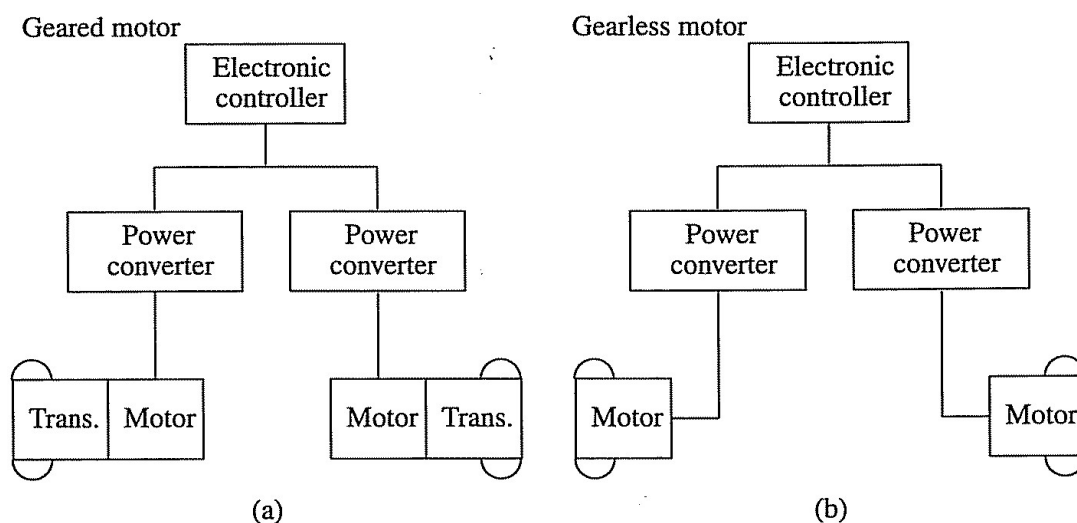 Geared motor
Electronic
controller
Power
converter
Power
converter
Trans.
Motor
Motor
Trans.
(a)
Gearless motor
Electronic
controller
Power
converter
Power
converter
Motor
Motor
(b)